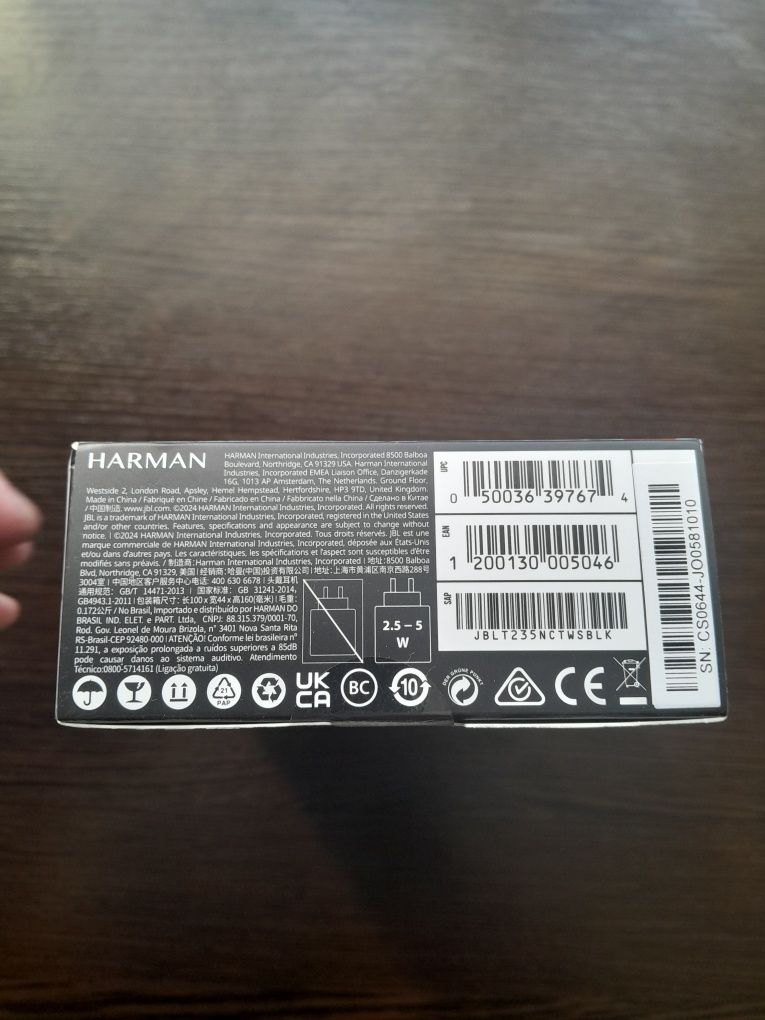 HARMAN
HARMAN International Industries, Incorporated 8500 Balboa
Boulevard, Northridge, CA 91329 USA. Harman International
Industries, Incorporated EMEA Liaison Office, Danzigerkade
16G, 1013 AP Amsterdam, The Netherlands. Ground Floor,
Westside 2, London Road, Apsley, Hemel Hempstead, Hertfordshire, HP3 9TD, United Kingdom.
Made in China / Fabriqué en Chine / Fabricado en China / Fabbricato nella China / Сделано в Китае
/ 中国制造. www.jbl.com. ©2024 HARMAN International Industries, Incorporated. All rights reserved.
JBL is a trademark of HARMAN International Industries, Incorporated, registered in the United States
and/or other countries. Features, specifications and appearance are subject to change without
notice. I ©2024 HARMAN International Industries, Incorporated. Tous droits réservés. JBL est une
marque commerciale de HARMAN International Industries, Incorporated, déposée aux États-Unis
et/ou dans d'autres pays. Les caractéristiques, les spécifications et l'aspect sont susceptibles d'être
modifiés sans préavis. / 制造商: Harman International Industries, Incorporated I 地址: 8500 Balboa
Blvd, Northridge, CA 91329, 美国 I 经销商: 哈曼(中国)投资有限公司 I 地址: 上海市黄浦区南京西路288号
3004室 I 中国地区客户服务中心电话: 400 630 6678 I 头戴耳机
通用规范: GB/T 14471-2013 I 国家标准: GB 31241-2014,
GB4943.1-2011 I 包装箱尺寸: 长100 x 宽44 x 高160(毫米) I 毛重:
0.172公斤 / No Brasil, Importado e distribuído por HARMAN DO
BRASIL IND. ELET. e PART. Ltda, CNPJ: 88.315.379/0001-70,
Rod. Gov. Leonel de Moura Brizola, n° 3401 Nova Santa Rita
RS-Brasil-CEP 92480-000 I ATENÇÃO! Conforme lei brasileira n°
11.291, a exposição prolongada a ruídos superiores a 85dB
pode causar danos ao sistema auditivo. Atendimento
Técnico:0800-5714161 (Ligação gratuita)
2.5 – 5
W
UPC
0 50036 39767 4
EAN
1 200130 005046
SAP
JBLT235NCTWSBLK
SN: CS0644-JO0581010
21
PAP
UK
CA
BC
10
DER GRÜNE PUNKT
CE